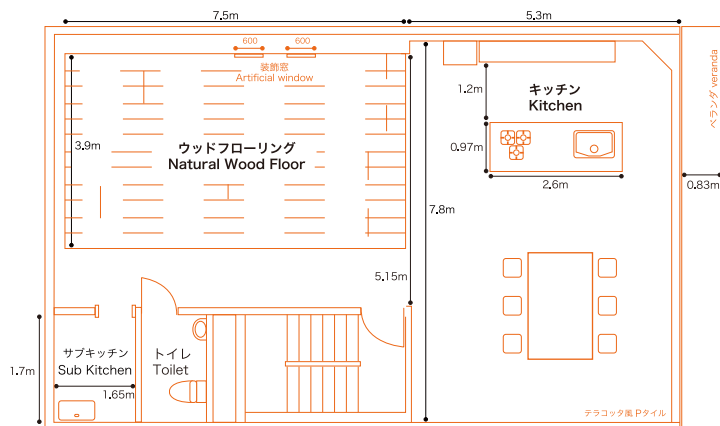 7.5m
5.3m
600
600
装飾窓
Artificial window
キッチン
Kitchen
1.2m
ベランダ veranda
3.9m
ウッドフローリング
Natural Wood Floor
0.97m
2.6m
0.83m
7.8m
5.15m
サブキッチン
Sub Kitchen
トイレ
Toilet
1.7m
1.65m
テラコッタ風 Pタイル